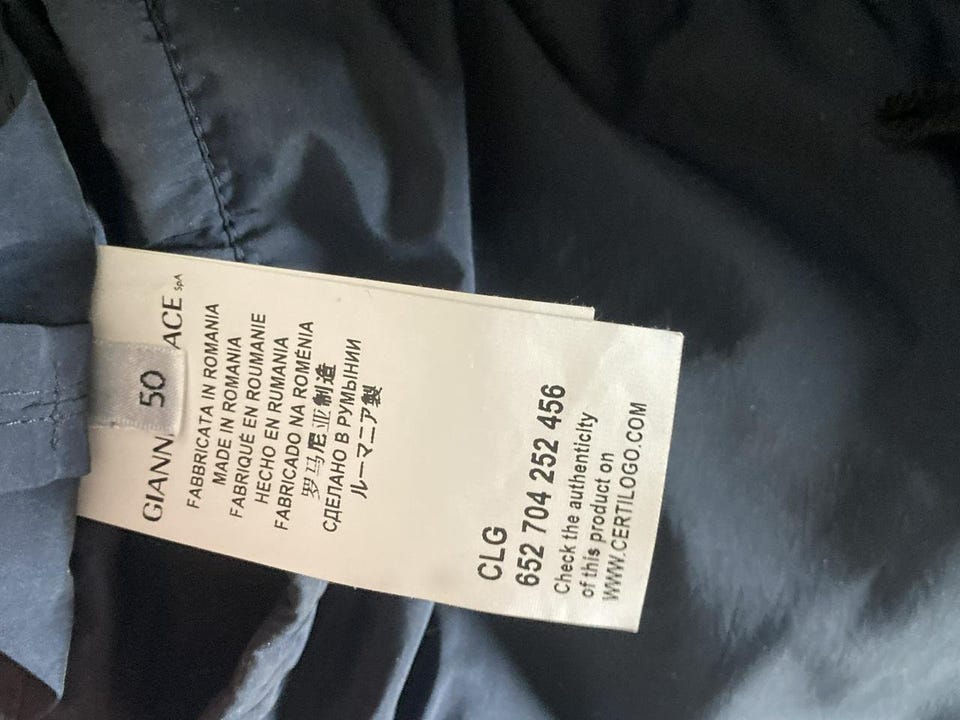 50
GIANN ACE SpA
FABBRICATA IN ROMANIA
MADE IN ROMANIA
FABRIQUÉ EN ROUMANIE
HECHO EN RUMANIA
FABRICADO NA ROMÉNIA
罗马尼亚制造
СДЕЛАНО В РУМЫНИИ
ルーマニア製
CLG
652 704 252 456
Check the authenticity
of this product on
WWW.CERTILOGO.COM